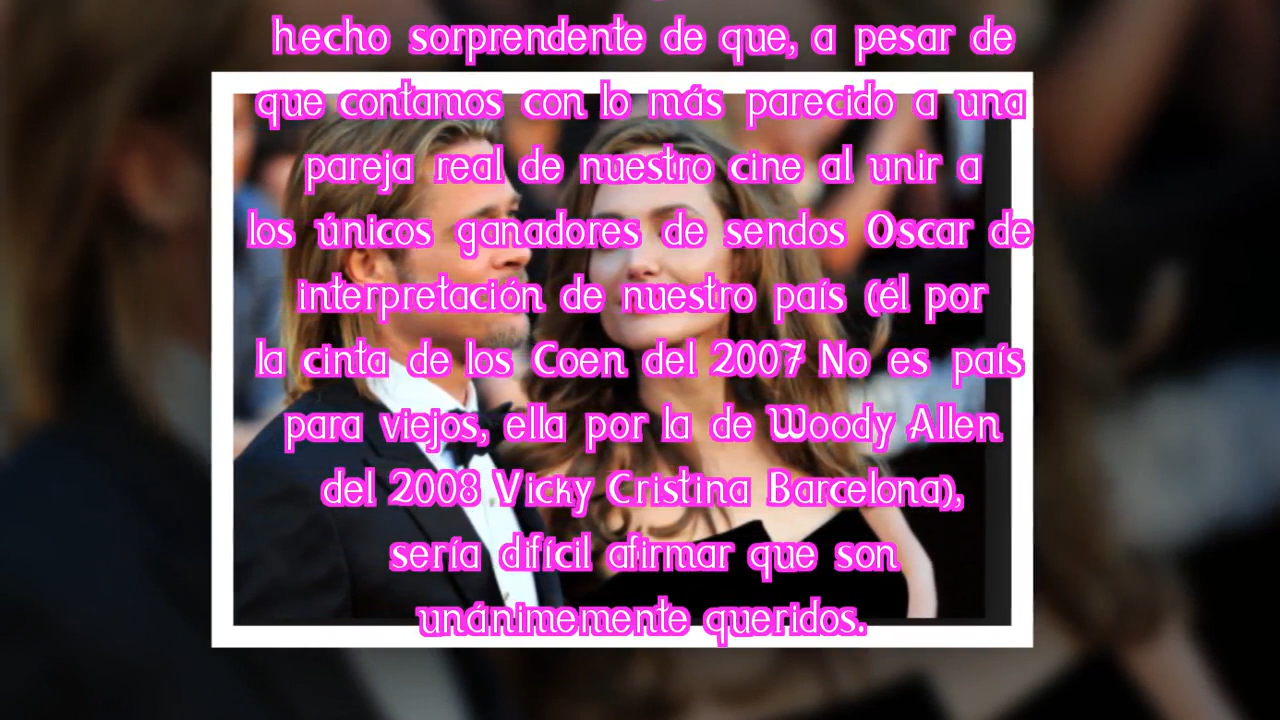 hecho sorprendente de que, a pesar de
que contamos con lo más parecido a una
pareja real de nuestro cine al unir a
los únicos ganadores de sendos Oscar de
interpretación de nuestro país (él por
la cinta de los Coen del 2007 No es país
para viejos, ella por la de Woody Allen
del 2008 Vicky Cristina Barcelona),
sería difícil afirmar que son
unánimemente queridos.